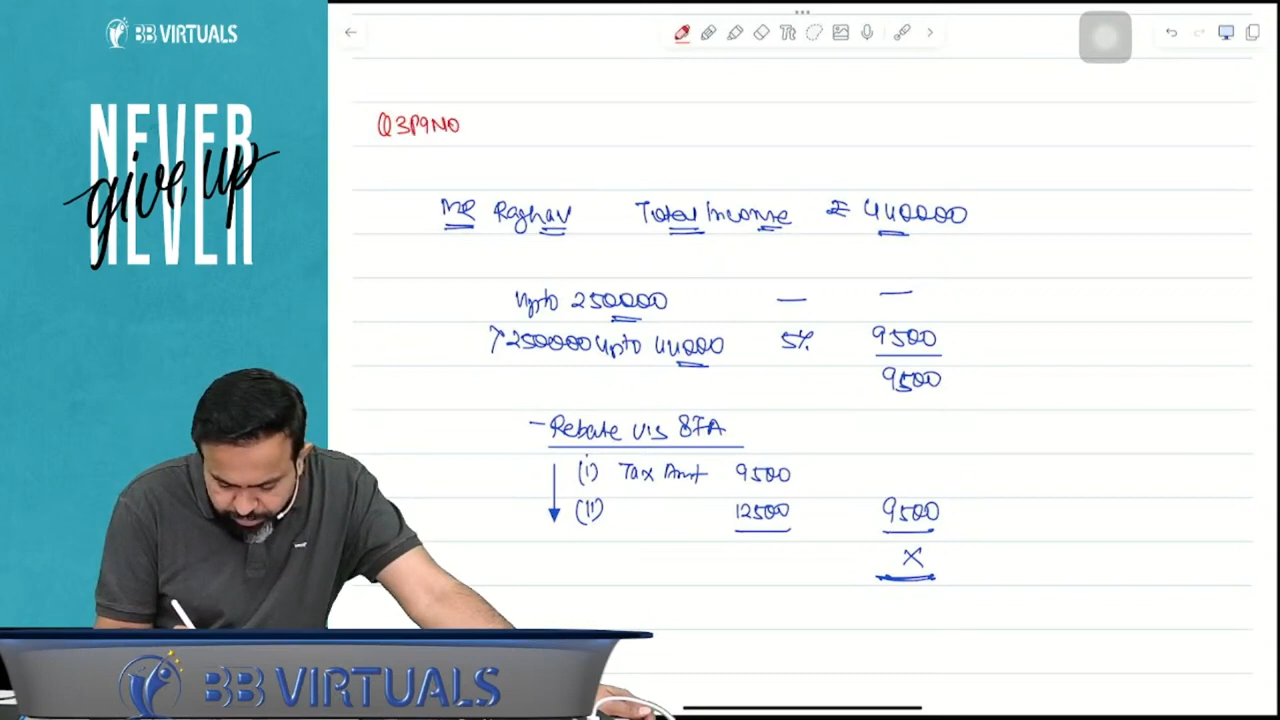 BB VIRTUALS
NEVER
give up
NEVER
Q3P9NO
MR Raghav Total Income ₹ 440000
Upto 250000 — —
>250000 upto 44000 5% 9500
9500
- Rebate u/s 87A
(i) Tax Amt 9500
(ii) 12500 9500
X
BB VIRTUALS